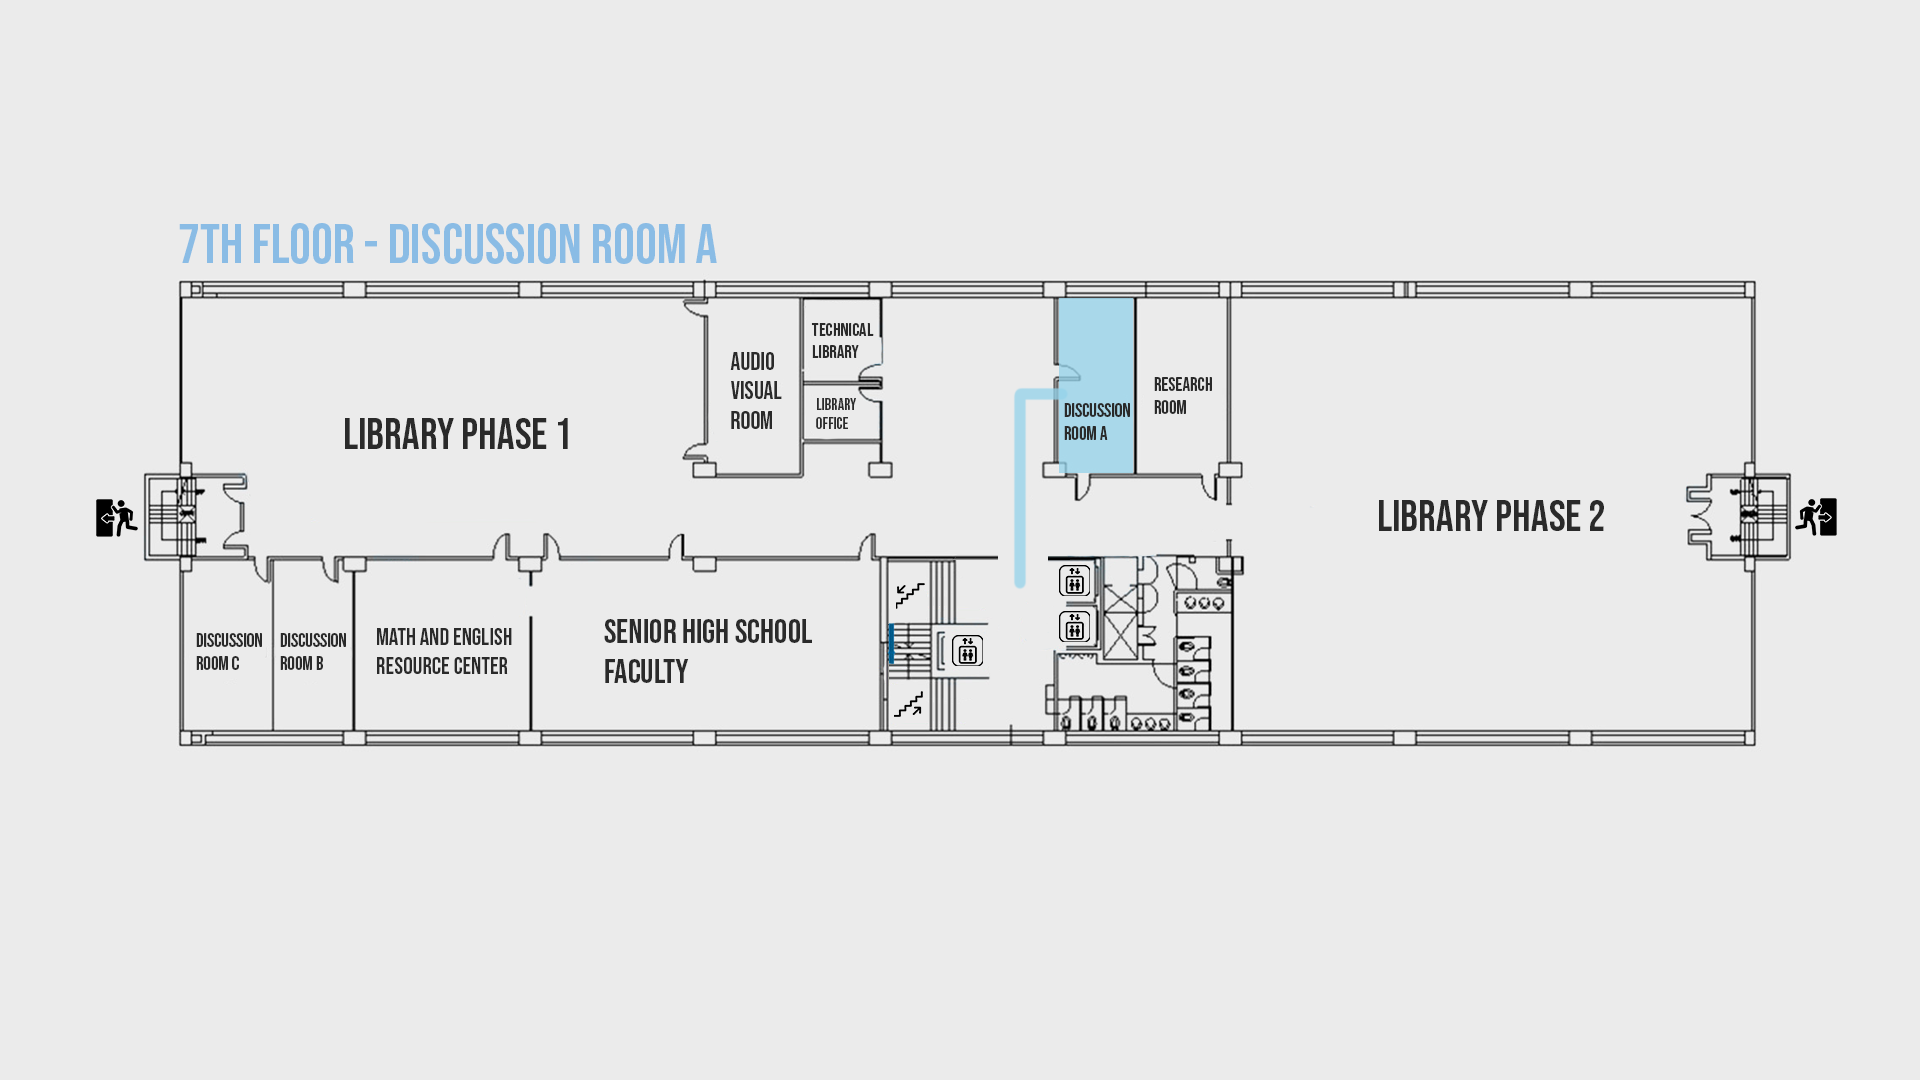 7TH FLOOR - DISCUSSION ROOM A
LIBRARY PHASE 1
AUDIO
VISUAL
ROOM
TECHNICAL
LIBRARY
LIBRARY
OFFICE
DISCUSSION
ROOM A
RESEARCH
ROOM
LIBRARY PHASE 2
DISCUSSION
ROOM C
DISCUSSION
ROOM B
MATH AND ENGLISH
RESOURCE CENTER
SENIOR HIGH SCHOOL
FACULTY